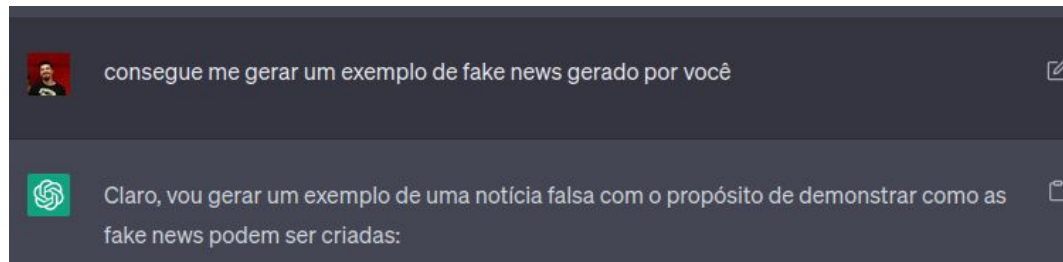 consegue me gerar um exemplo de fake news gerado por você
Claro, vou gerar um exemplo de uma notícia falsa com o propósito de demonstrar como as
fake news podem ser criadas: